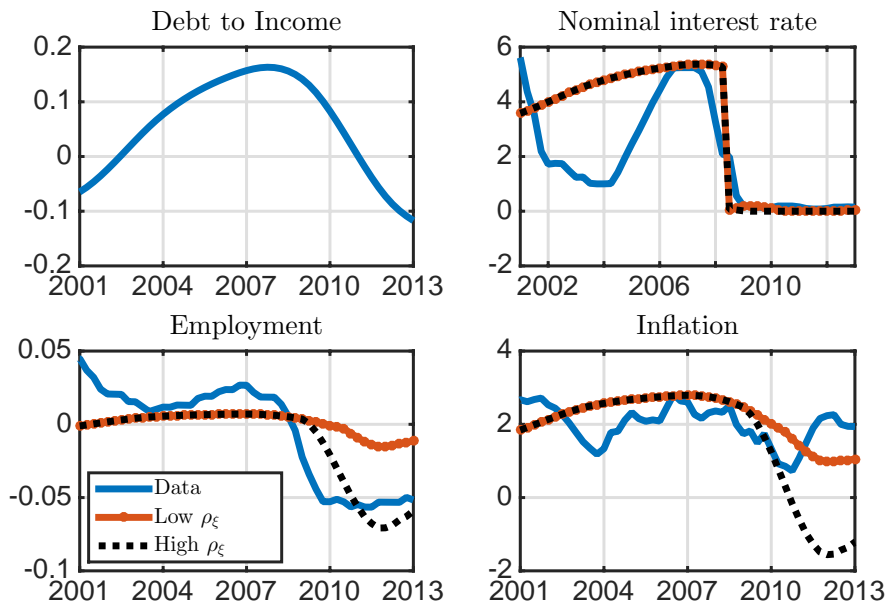 Debt to Income
0.2
0.1
0
-0.1
-0.2
2001 2004 2007 2010 2013
Nominal interest rate
6
4
2
0
-2
2002 2006 2010
Employment
0.05
0
-0.05
-0.1
2001 2004 2007 2010 2013
Data
Low ρξ
High ρξ
Inflation
4
2
0
-2
2001 2004 2007 2010 2013